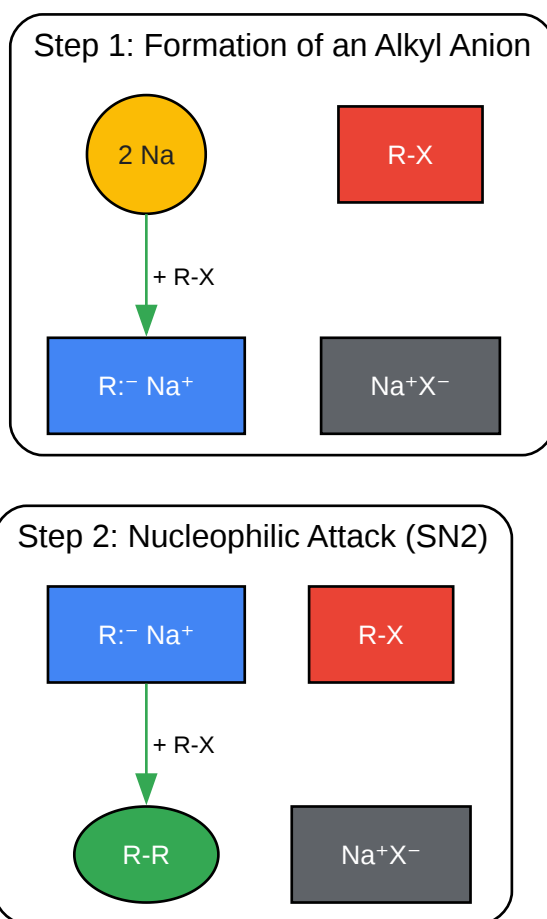 Step 1: Formation of an Alkyl Anion
2 Na
R-X
+ R-X
R:⁻ Na⁺
Na⁺X⁻
Step 2: Nucleophilic Attack (SN2)
R:⁻ Na⁺
R-X
+ R-X
R-R
Na⁺X⁻